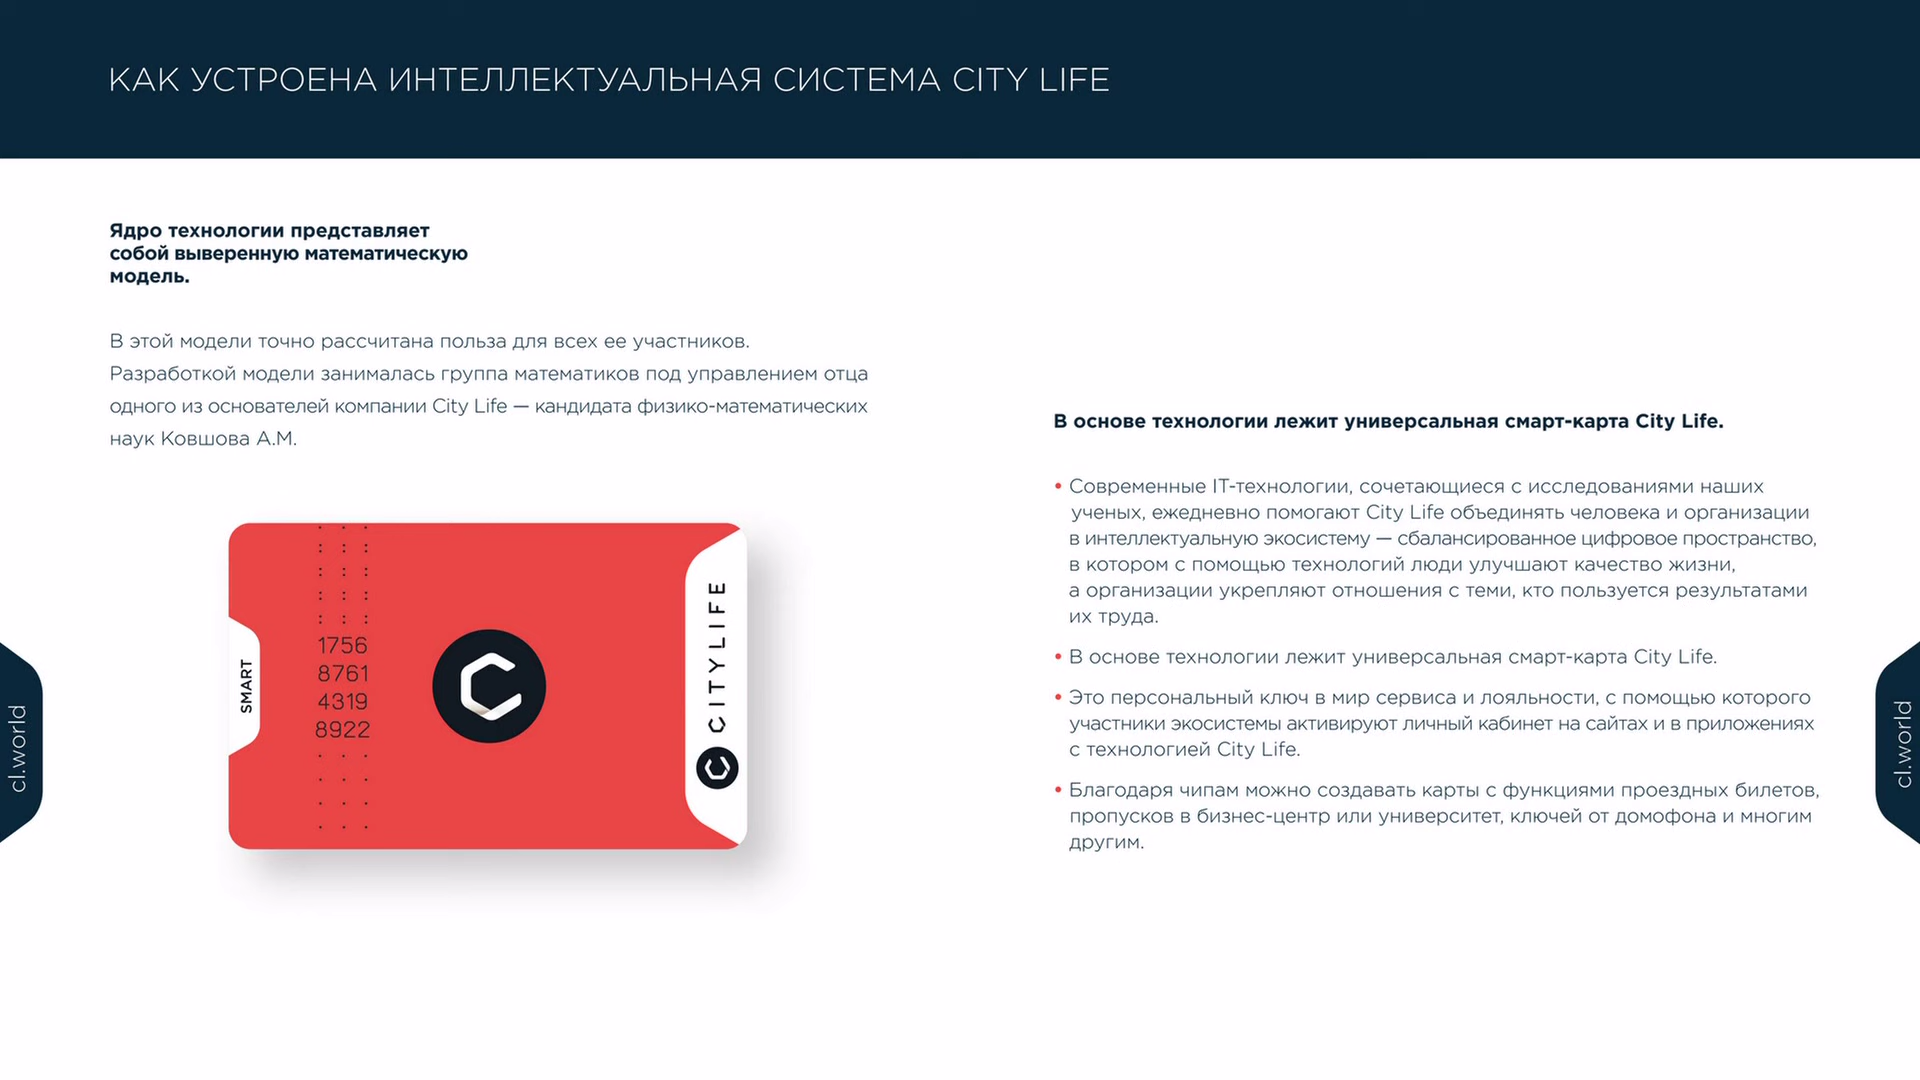 КАК УСТРОЕНА ИНТЕЛЛЕКТУАЛЬНАЯ СИСТЕМА CITY LIFE
Ядро технологии представляет
собой выверенную математическую
модель.
В этой модели точно рассчитана польза для всех ее участников.
Разработкой модели занималась группа математиков под управлением отца
одного из основателей компании City Life — кандидата физико-математических
наук Ковшова А.М.
SMART
1756
8761
4319
8922
CITYLIFE
В основе технологии лежит универсальная смарт-карта City Life.
• Современные IT-технологии, сочетающиеся с исследованиями наших
ученых, ежедневно помогают City Life объединять человека и организации
в интеллектуальную экосистему — сбалансированное цифровое пространство,
в котором с помощью технологий люди улучшают качество жизни,
а организации укрепляют отношения с теми, кто пользуется результатами
их труда.
• В основе технологии лежит универсальная смарт-карта City Life.
• Это персональный ключ в мир сервиса и лояльности, с помощью которого
участники экосистемы активируют личный кабинет на сайтах и в приложениях
с технологией City Life.
• Благодаря чипам можно создавать карты с функциями проездных билетов,
пропусков в бизнес-центр или университет, ключей от домофона и многим
другим.
cl.world
cl.world